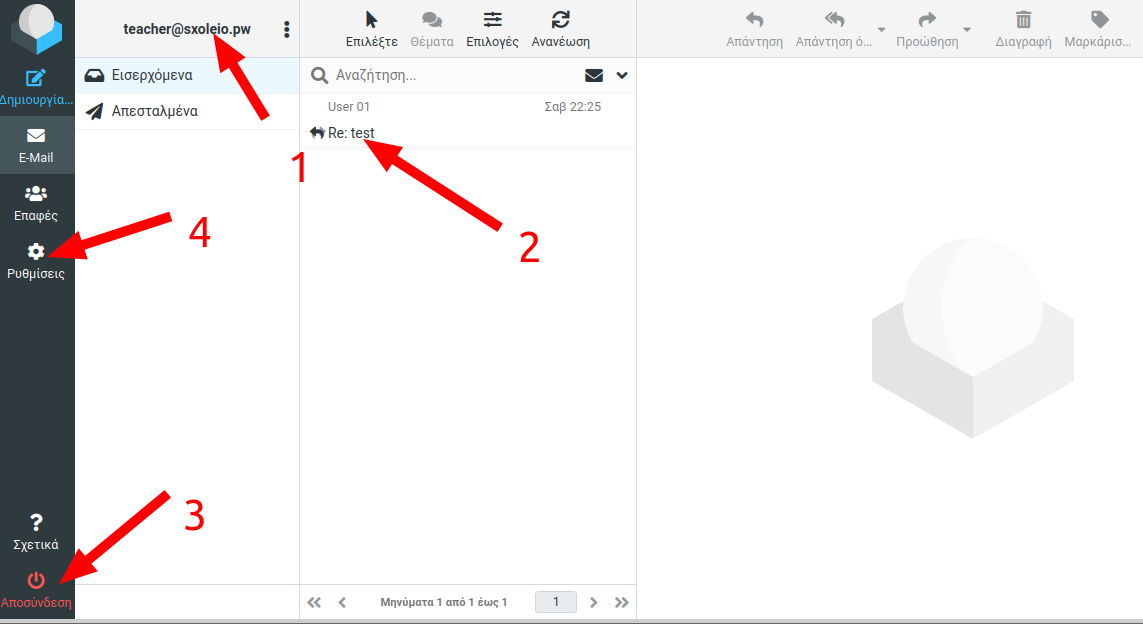 teacher@sxoleio.pw
Δημιουργία...
E-Mail
Επαφές
Ρυθμίσεις
Σχετικά
Αποσύνδεση
Εισερχόμενα
Απεσταλμένα
Επιλέξτε Θέματα Επιλογές Ανανέωση
Αναζήτηση...
User 01 Σαβ 22:25
Re: test
Μηνύματα 1 από 1 έως 1 1
Απάντηση Απάντηση ό... Προώθηση Διαγραφή Μαρκάρισ...
1
2
4
3